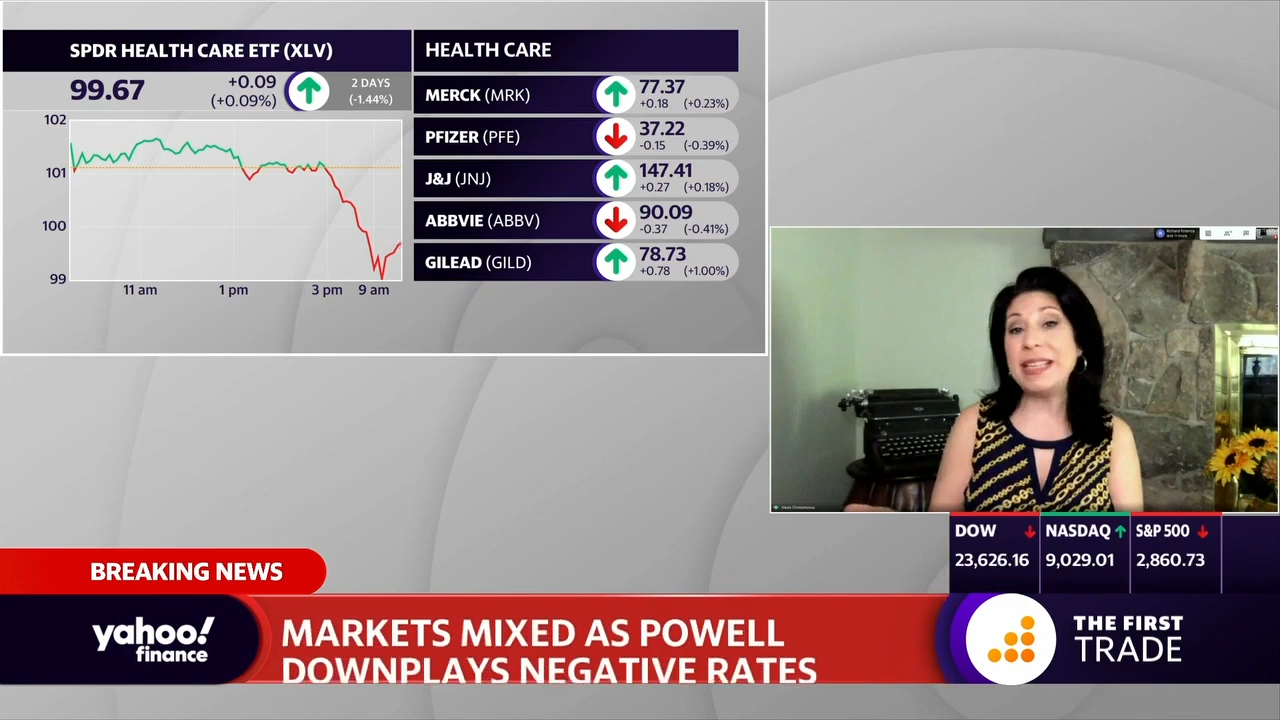 SPDR HEALTH CARE ETF (XLV)
99.67
+0.09
(+0.09%)
2 DAYS
(-1.44%)
102
101
100
99
11 am
1 pm
3 pm
9 am
HEALTH CARE
MERCK (MRK)
77.37
+0.18 (+0.23%)
PFIZER (PFE)
37.22
-0.15 (-0.39%)
J&J (JNJ)
147.41
+0.27 (+0.18%)
ABBVIE (ABBV)
90.09
-0.37 (-0.41%)
GILEAD (GILD)
78.73
+0.78 (+1.00%)
DOW
23,626.16
NASDAQ
9,029.01
S&P 500
2,860.73
BREAKING NEWS
yahoo!
finance
MARKETS MIXED AS POWELL
DOWNPLAYS NEGATIVE RATES
THE FIRST
TRADE